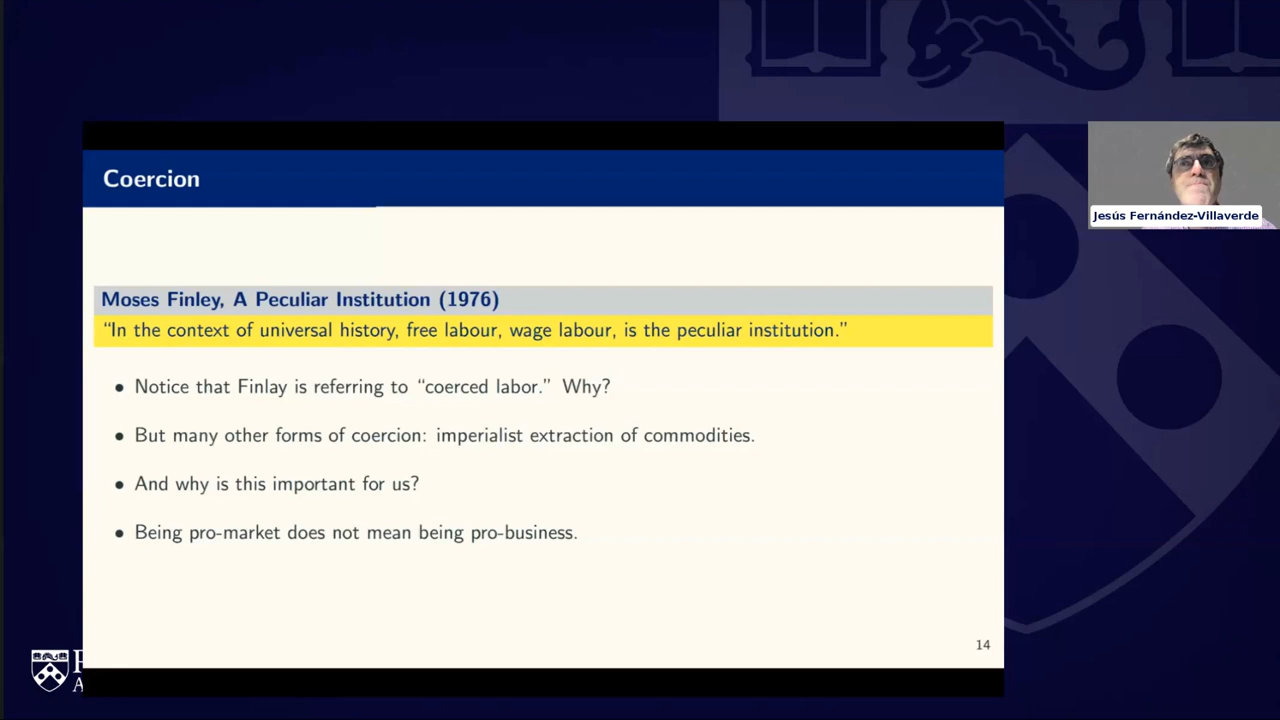 Coercion
Jesús Fernández-Villaverde
Moses Finley, A Peculiar Institution (1976)
“In the context of universal history, free labour, wage labour, is the peculiar institution.”
• Notice that Finlay is referring to “coerced labor.” Why?
• But many other forms of coercion: imperialist extraction of commodities.
• And why is this important for us?
• Being pro-market does not mean being pro-business.
14